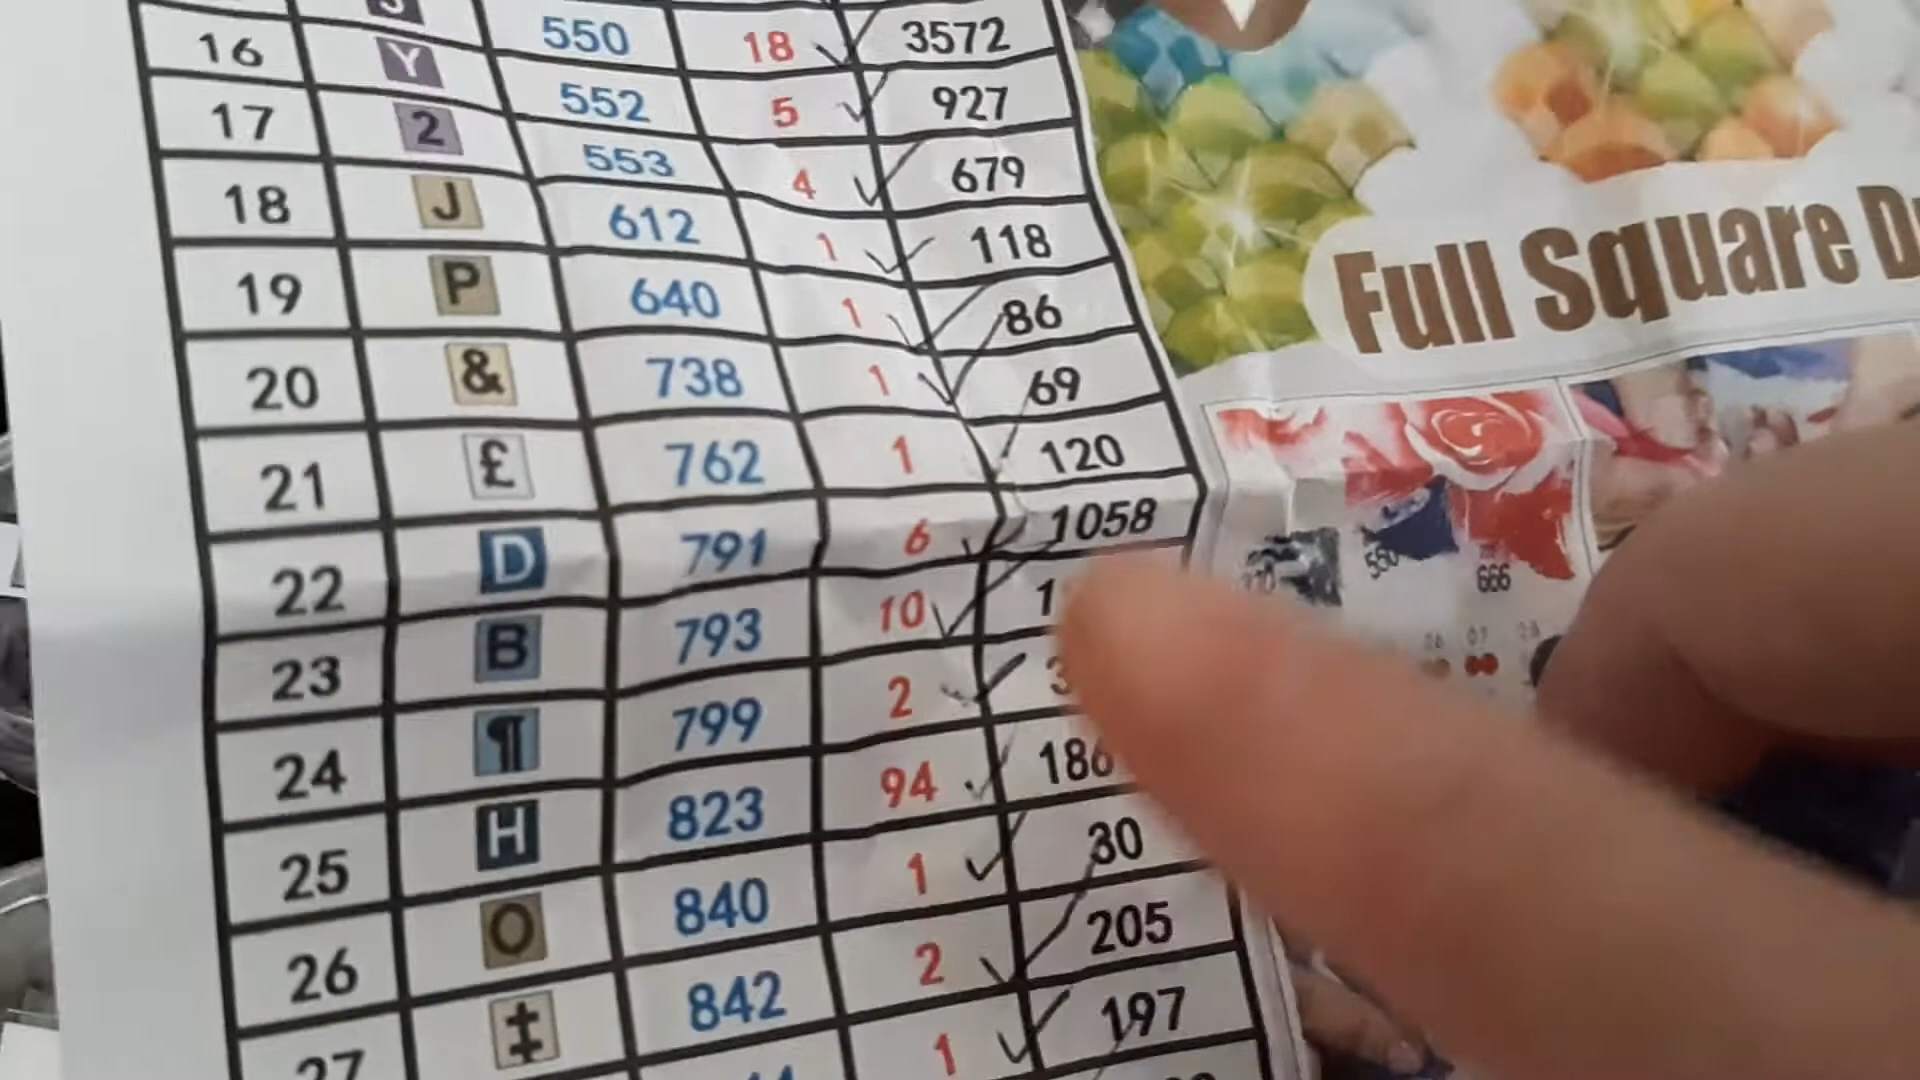 550 18 3572
16 Y 552 5 927
17 2 553 4 679
18 J 612 1 118
19 P 640 1 86
20 & 738 1 69
21 £ 762 1 120
22 D 791 6 1058
23 B 793 10
24 ¶ 799 2
25 H 823 94
26 O 840 1 30
27 ‡ 842 2 205
1 197
Full Square
550
666